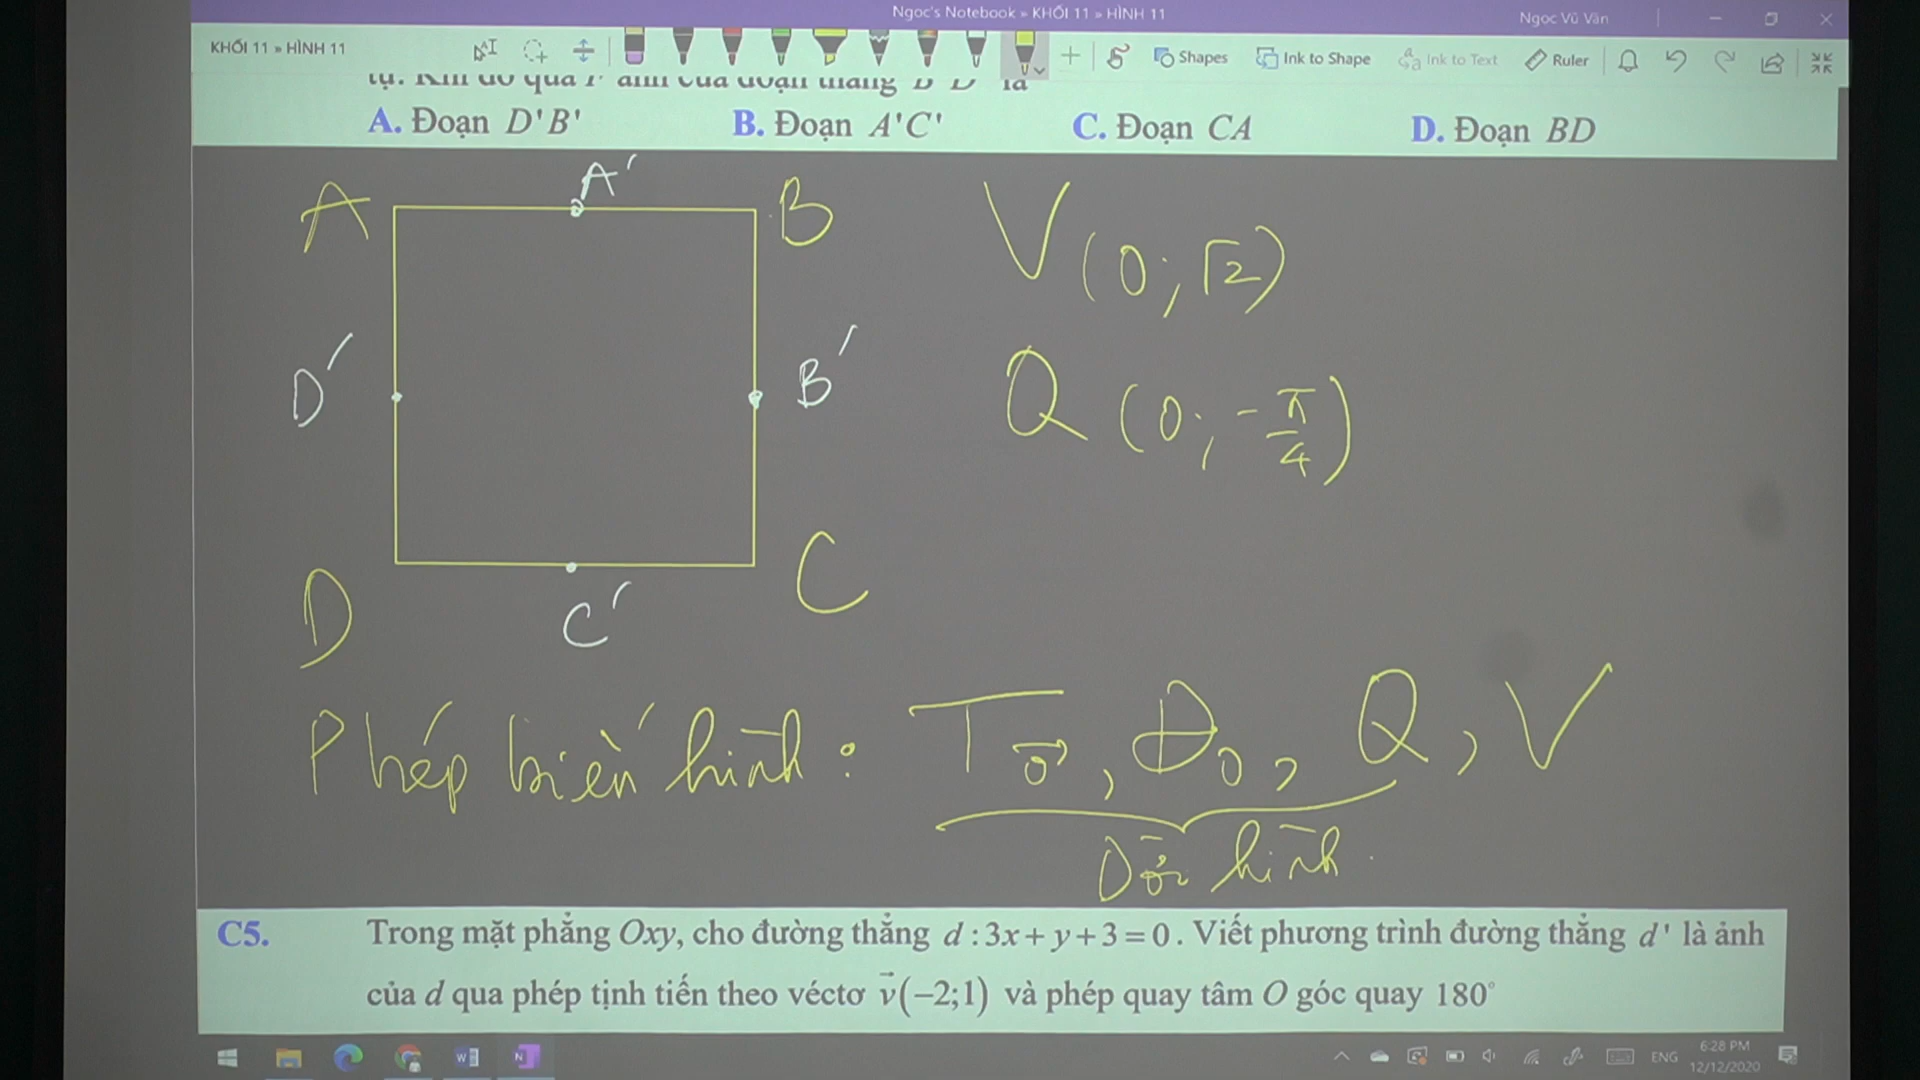 Ngoc's Notebook » KHỐI 11 » HÌNH 11
Ngoc Vũ Văn
KHỐI 11 » HÌNH 11
Shapes
Ink to Shape
Ink to Text
Ruler
A. Đoạn D'B' B. Đoạn A'C' C. Đoạn CA D. Đoạn BD
A A' B
D' B'
D C' C
V(0;√2)
Q(0;-π/4)
Phép biến hình: T0⃗, Đ0, Q, V
Dời hình
C5. Trong mặt phẳng Oxy, cho đường thẳng d:3x+y+3=0. Viết phương trình đường thẳng d' là ảnh
của d qua phép tịnh tiến theo véctơ v⃗(−2;1) và phép quay tâm O góc quay 180°
ENG
6:28 PM
12/12/2020